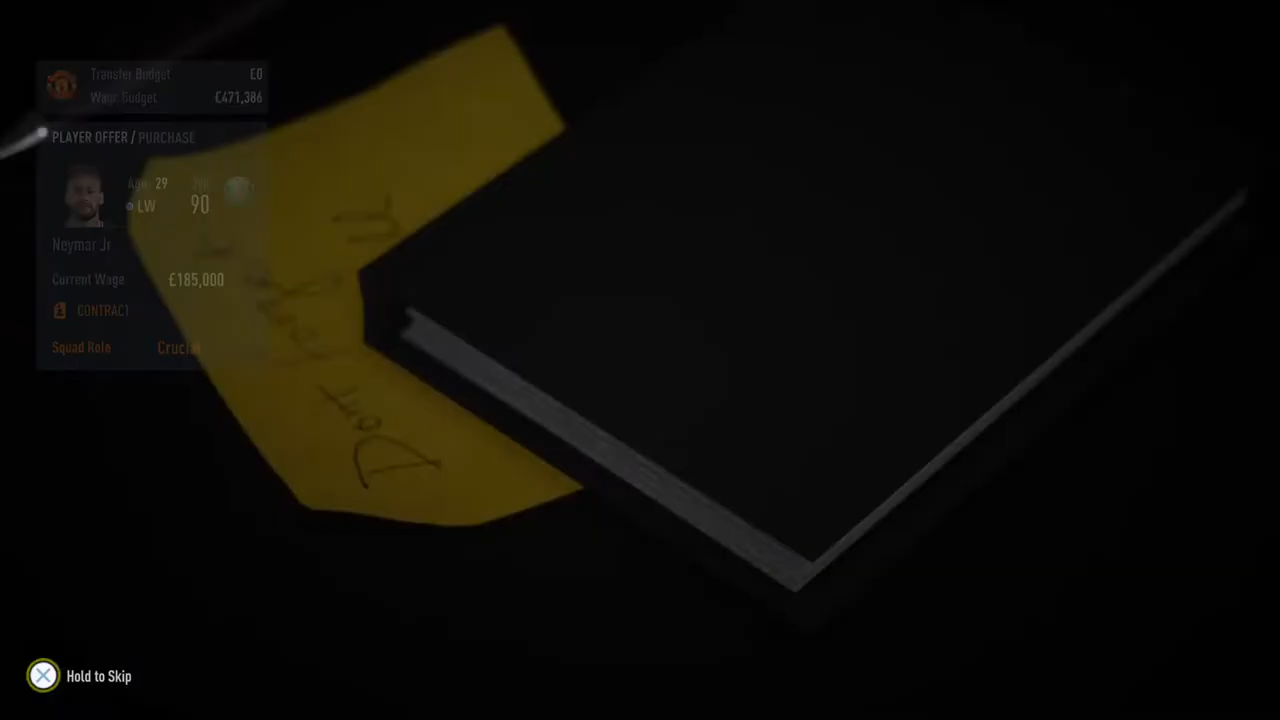 Transfer Budget £0
Wage Budget £471,386
PLAYER OFFER / PURCHASE
Age 29
LW 90
Neymar Jr
Current Wage £185,000
CONTRACT
Squad Role Crucial
Hold to Skip